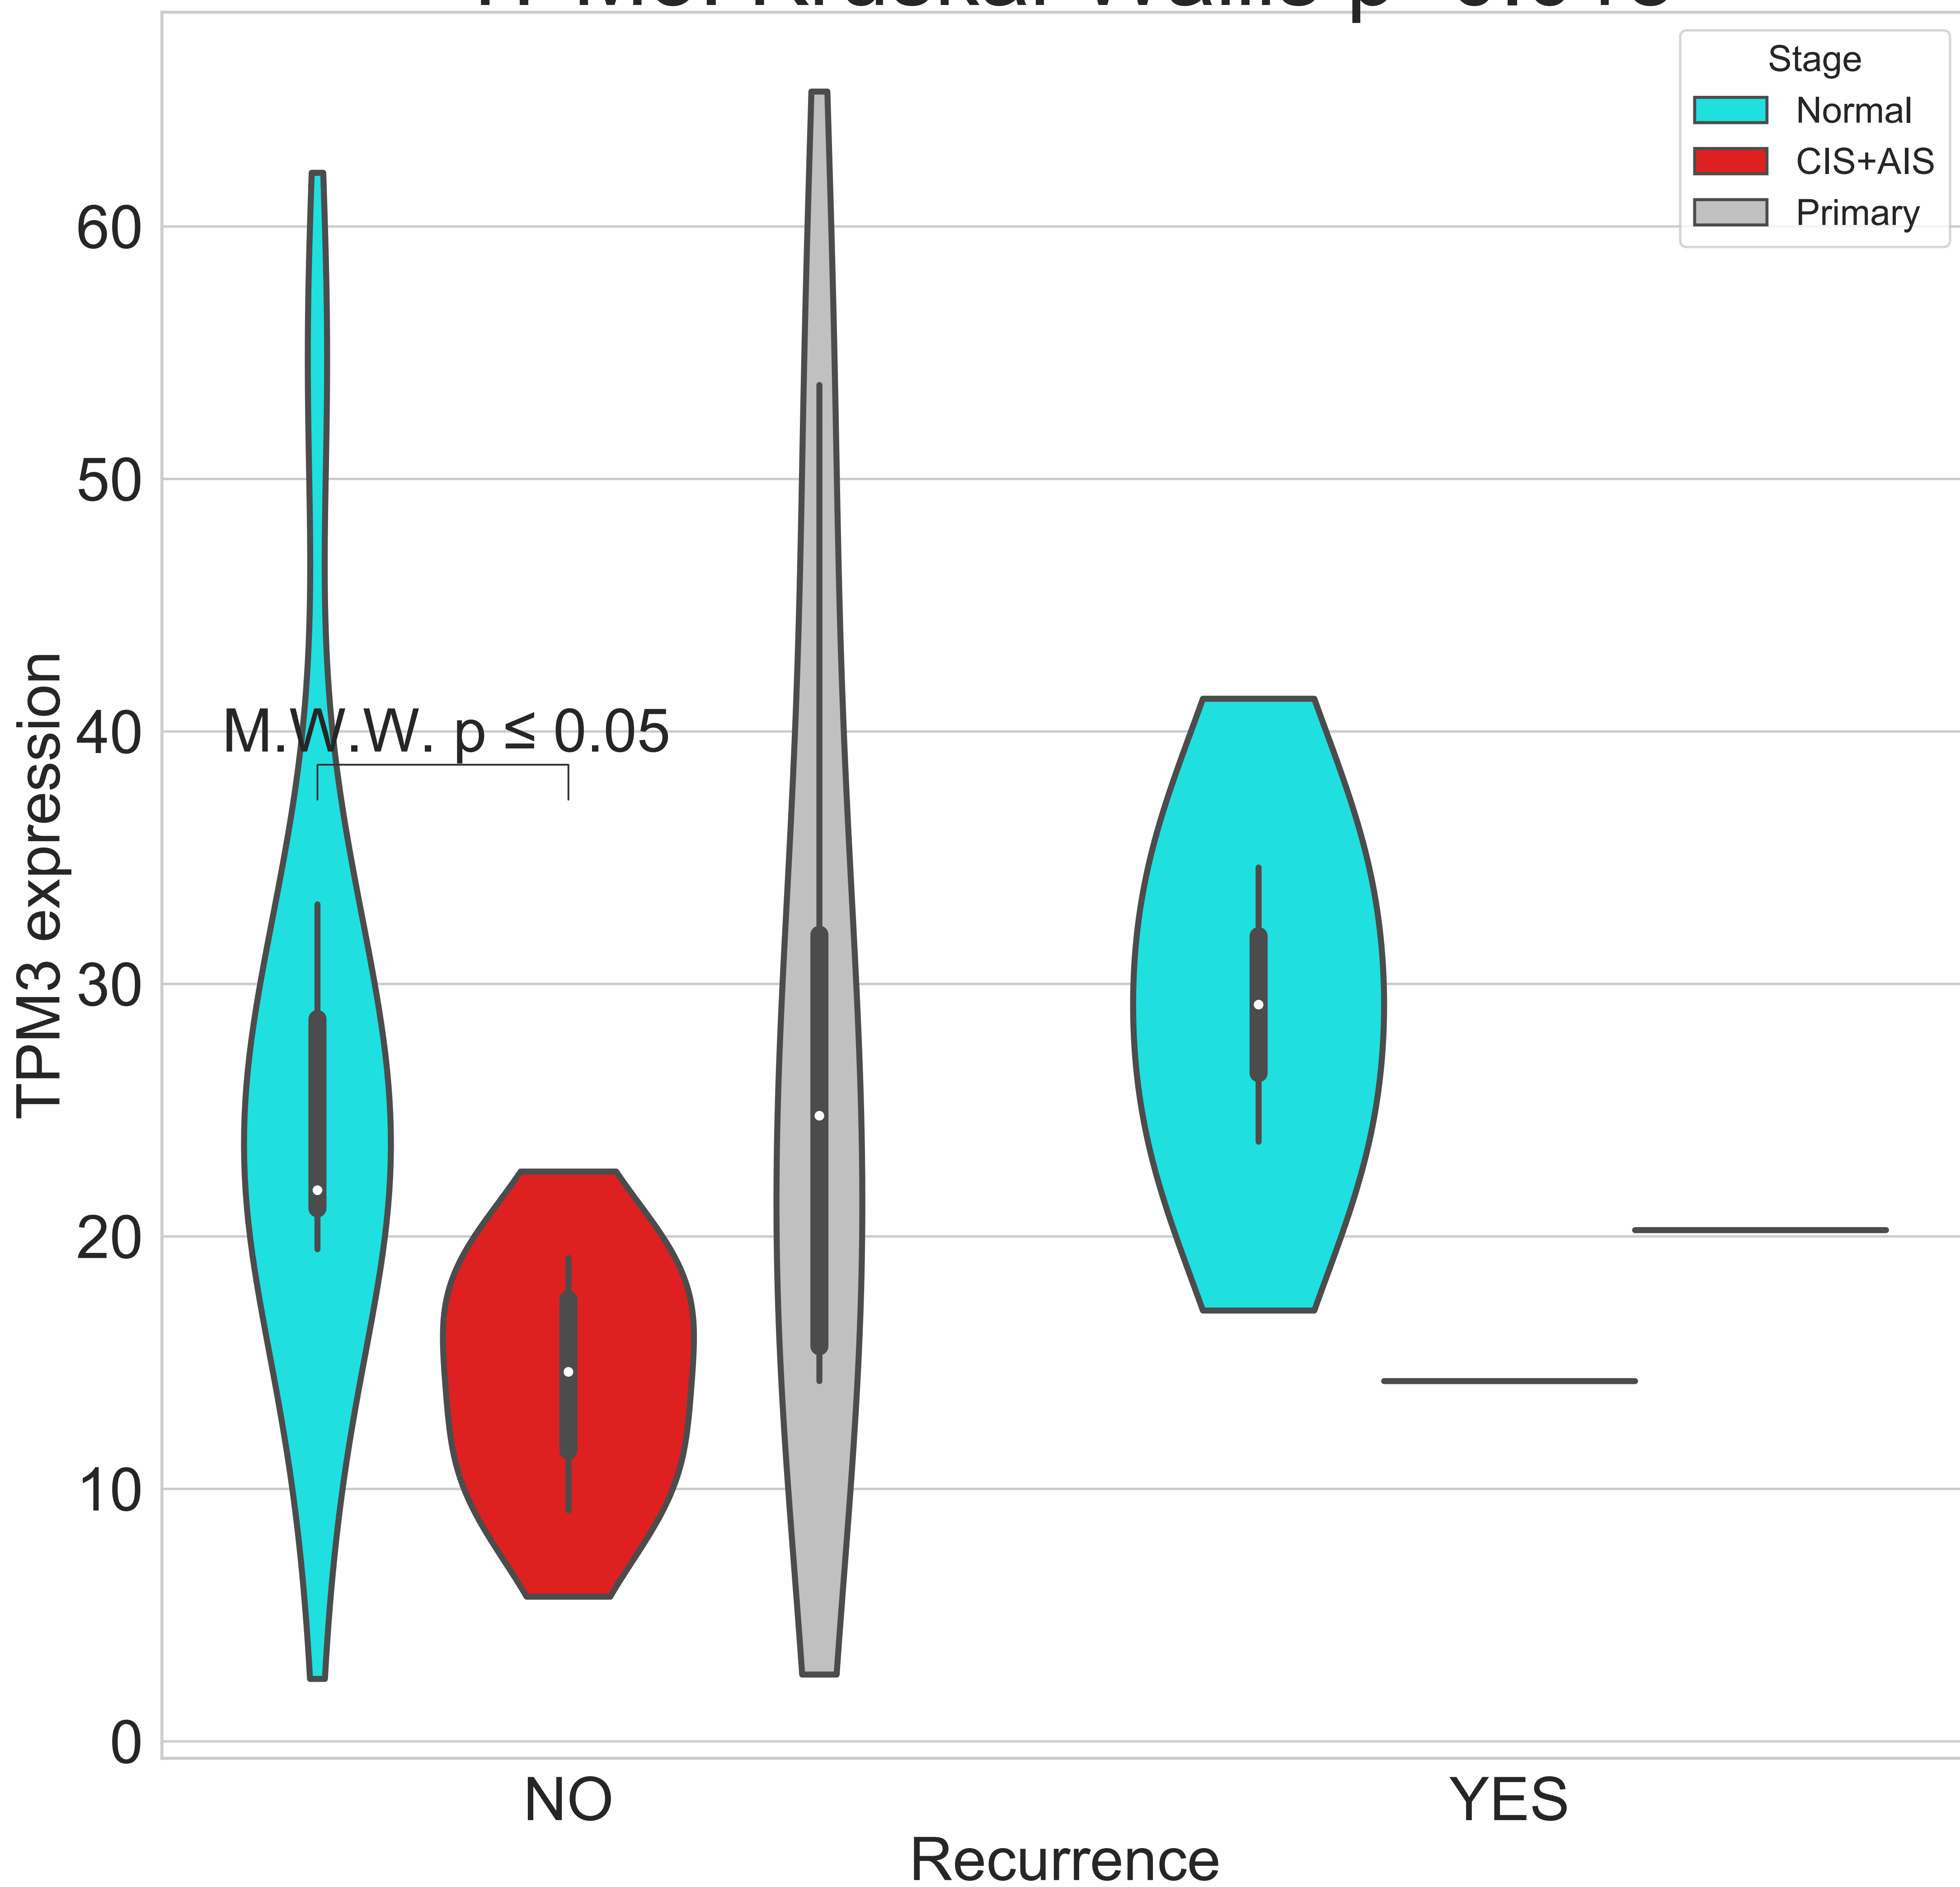 Stage
Normal
CIS+AIS
Primary
60
50
40
30
20
10
0
TPM3 expression
M.W.W. p ≤ 0.05
NO
YES
Recurrence